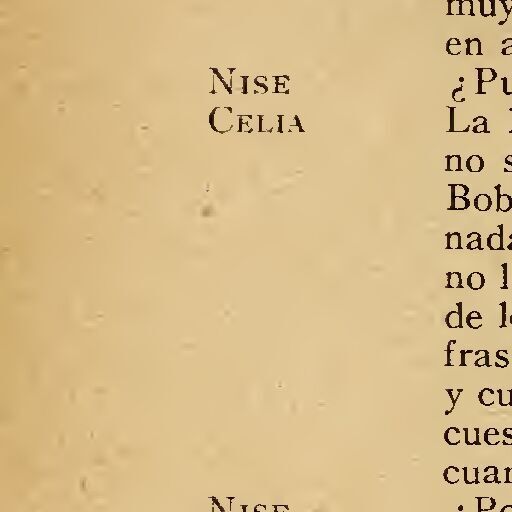 muy
en a
NISE ¿Pu
CELIA La
no s
Bob
nada
no l
de l
fras
y cu
cues
cuan
NISE ¿Po